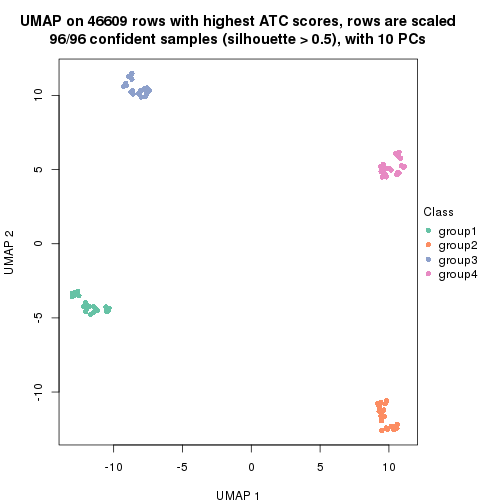 UMAP on 46609 rows with highest ATC scores, rows are scaled
96/96 confident samples (silhouette > 0.5), with 10 PCs
10
5
0
-5
-10
UMAP 2
-10
-5
0
5
10
UMAP 1
Class
group1
group2
group3
group4